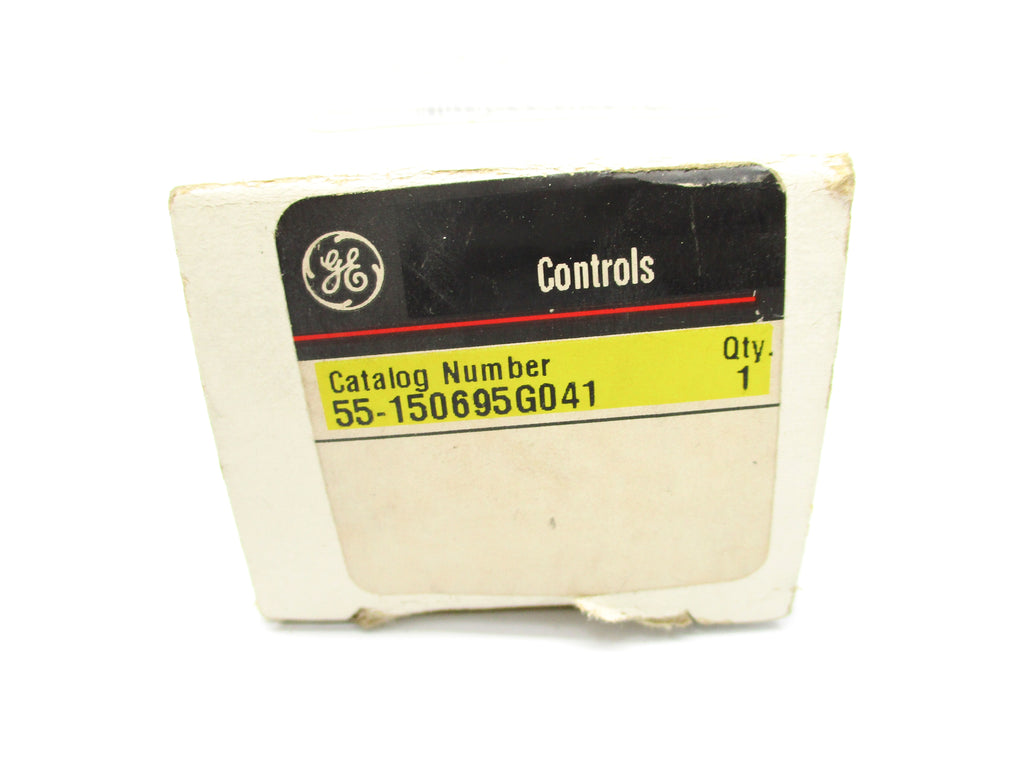 GE
Controls
Catalog Number Qty.
55-150695G041 1